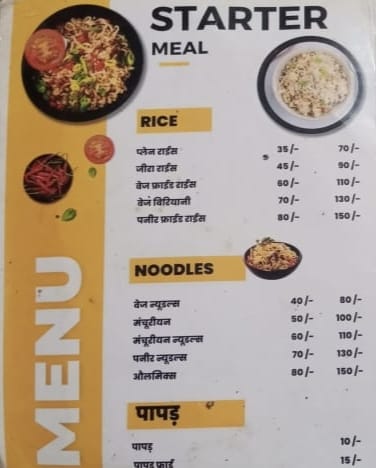 STARTER
MEAL
RICE
प्लेन राईस 35/- 70/-
जीरा राईस 45/- 90/-
वेज फ्राईड राईस 60/- 110/-
वेज बिरियानी 70/- 130/-
पनीर फ्राईड राईस 80/- 150/-
NOODLES
वेज न्यूडल्स 40/- 80/-
मंचूरीयन 50/- 100/-
मंचूरीयन न्यूडल्स 60/- 110/-
पनीर न्यूडल्स 70/- 130/-
ओलमिक्स 80/- 150/-
पापड़
पापड़ 10/-
पापड फ्राई 15/-
MENU